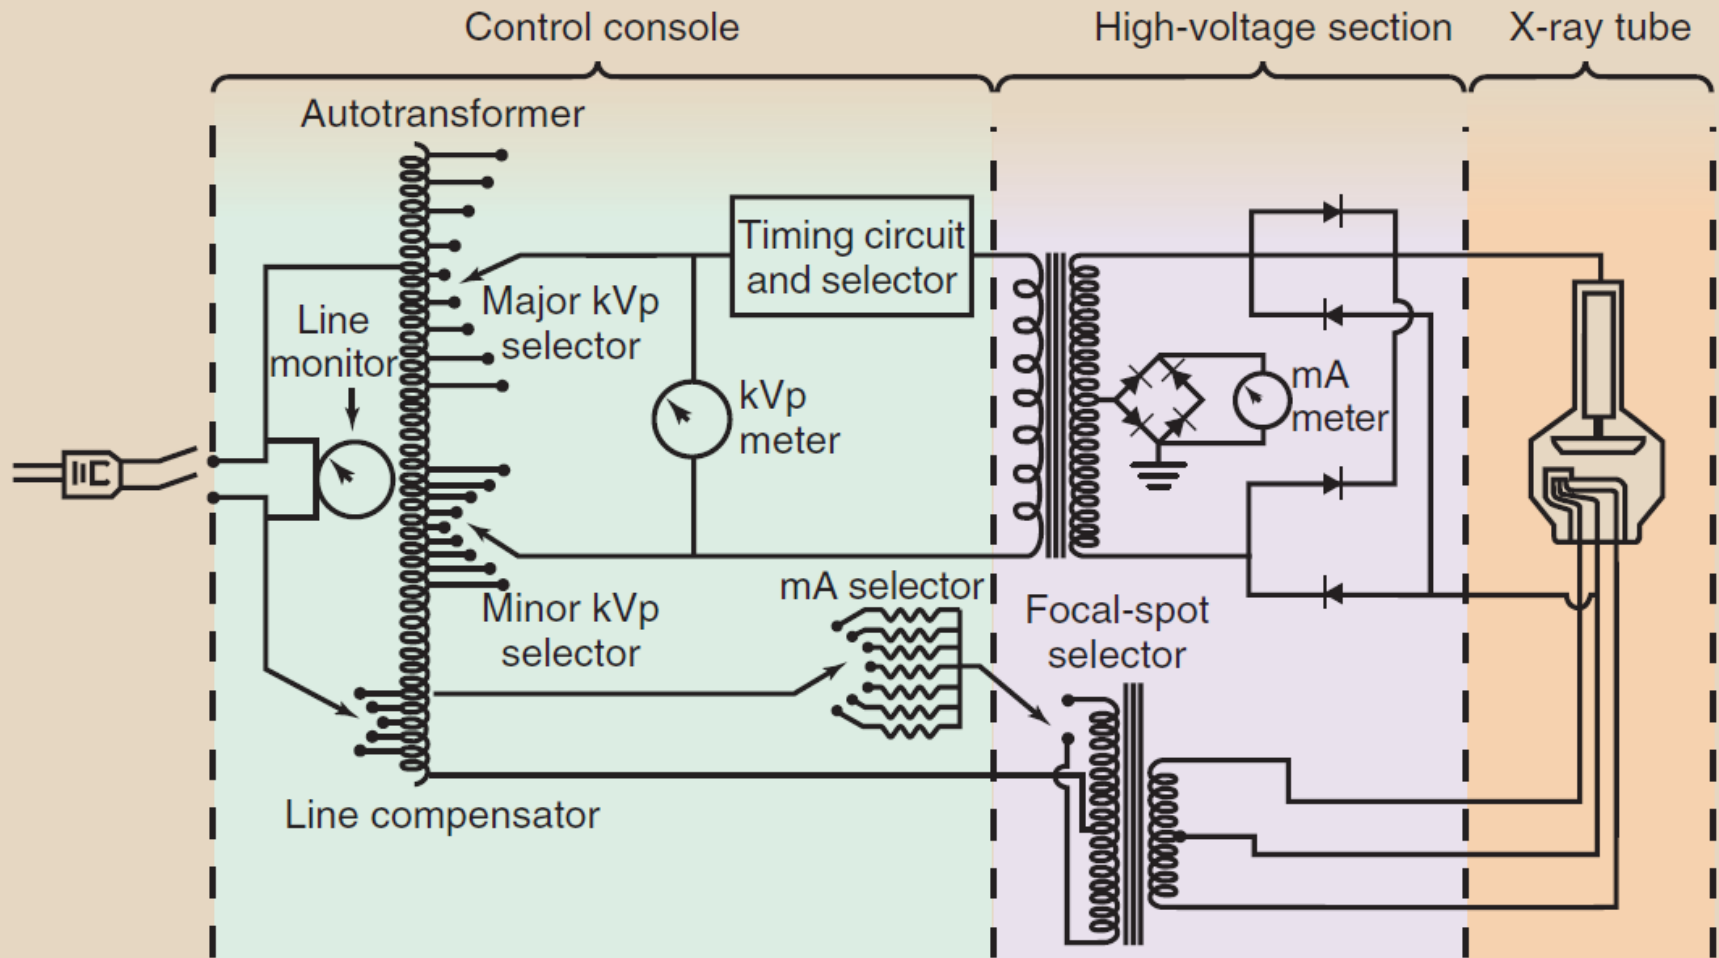 Control console
High-voltage section
X-ray tube
Autotransformer
Timing circuit
and selector
Major kVp
selector
Line
monitor
kVp
meter
mA
meter
mA selector
Minor kVp
selector
Focal-spot
selector
Line compensator